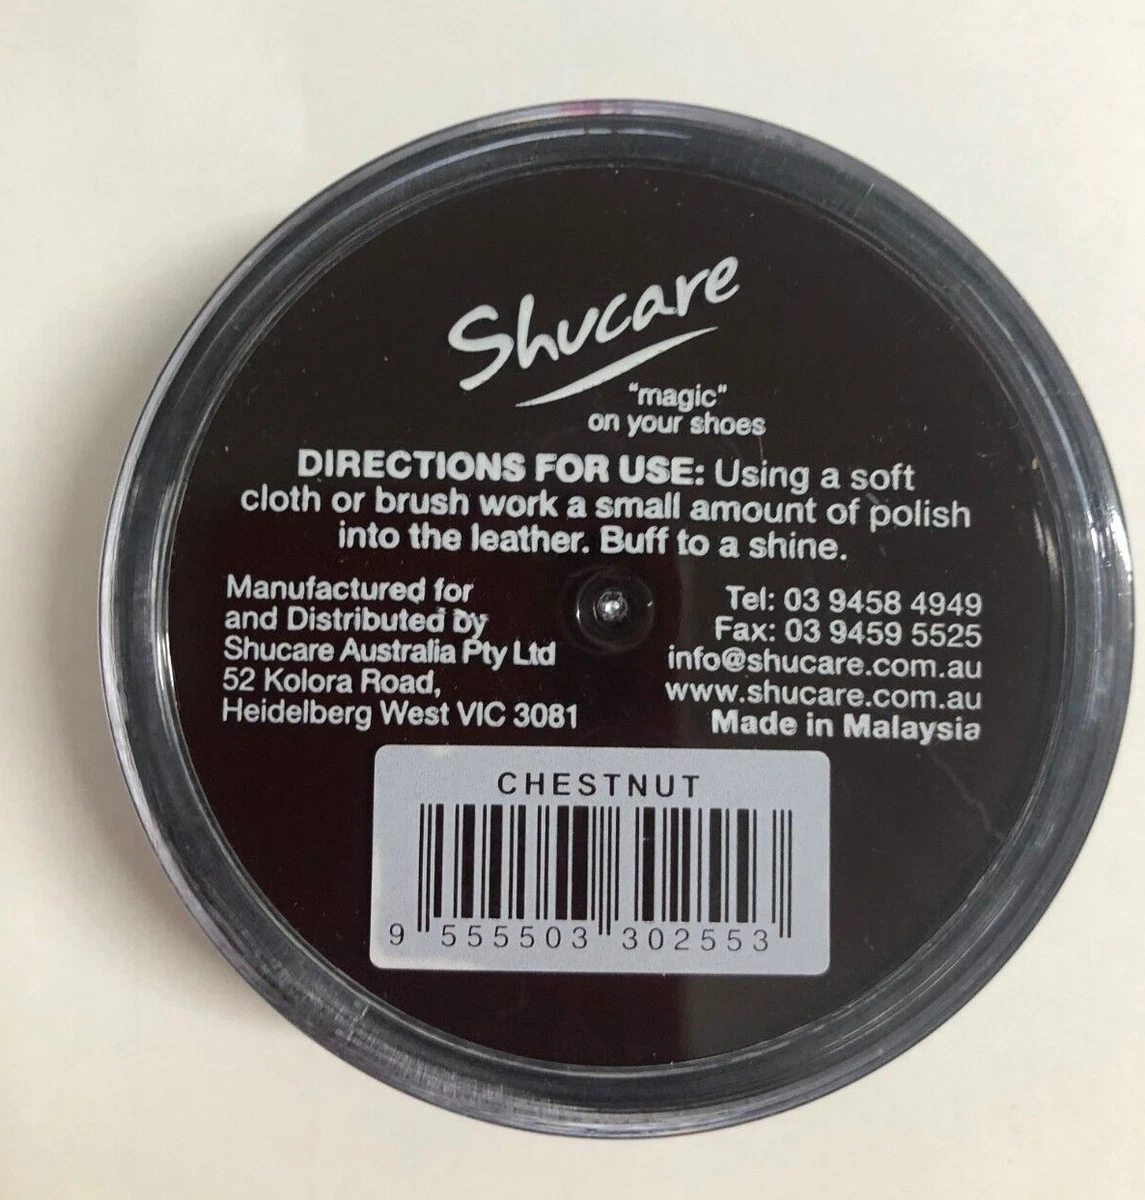 Shucare
"magic"
on your shoes
DIRECTIONS FOR USE: Using a soft
cloth or brush work a small amount of polish
into the leather. Buff to a shine.
Manufactured for
and Distributed by
Shucare Australia Pty Ltd
52 Kolora Road,
Heidelberg West VIC 3081
Tel: 03 9458 4949
Fax: 03 9459 5525
info@shucare.com.au
www.shucare.com.au
Made in Malaysia
CHESTNUT
9 555503 302553